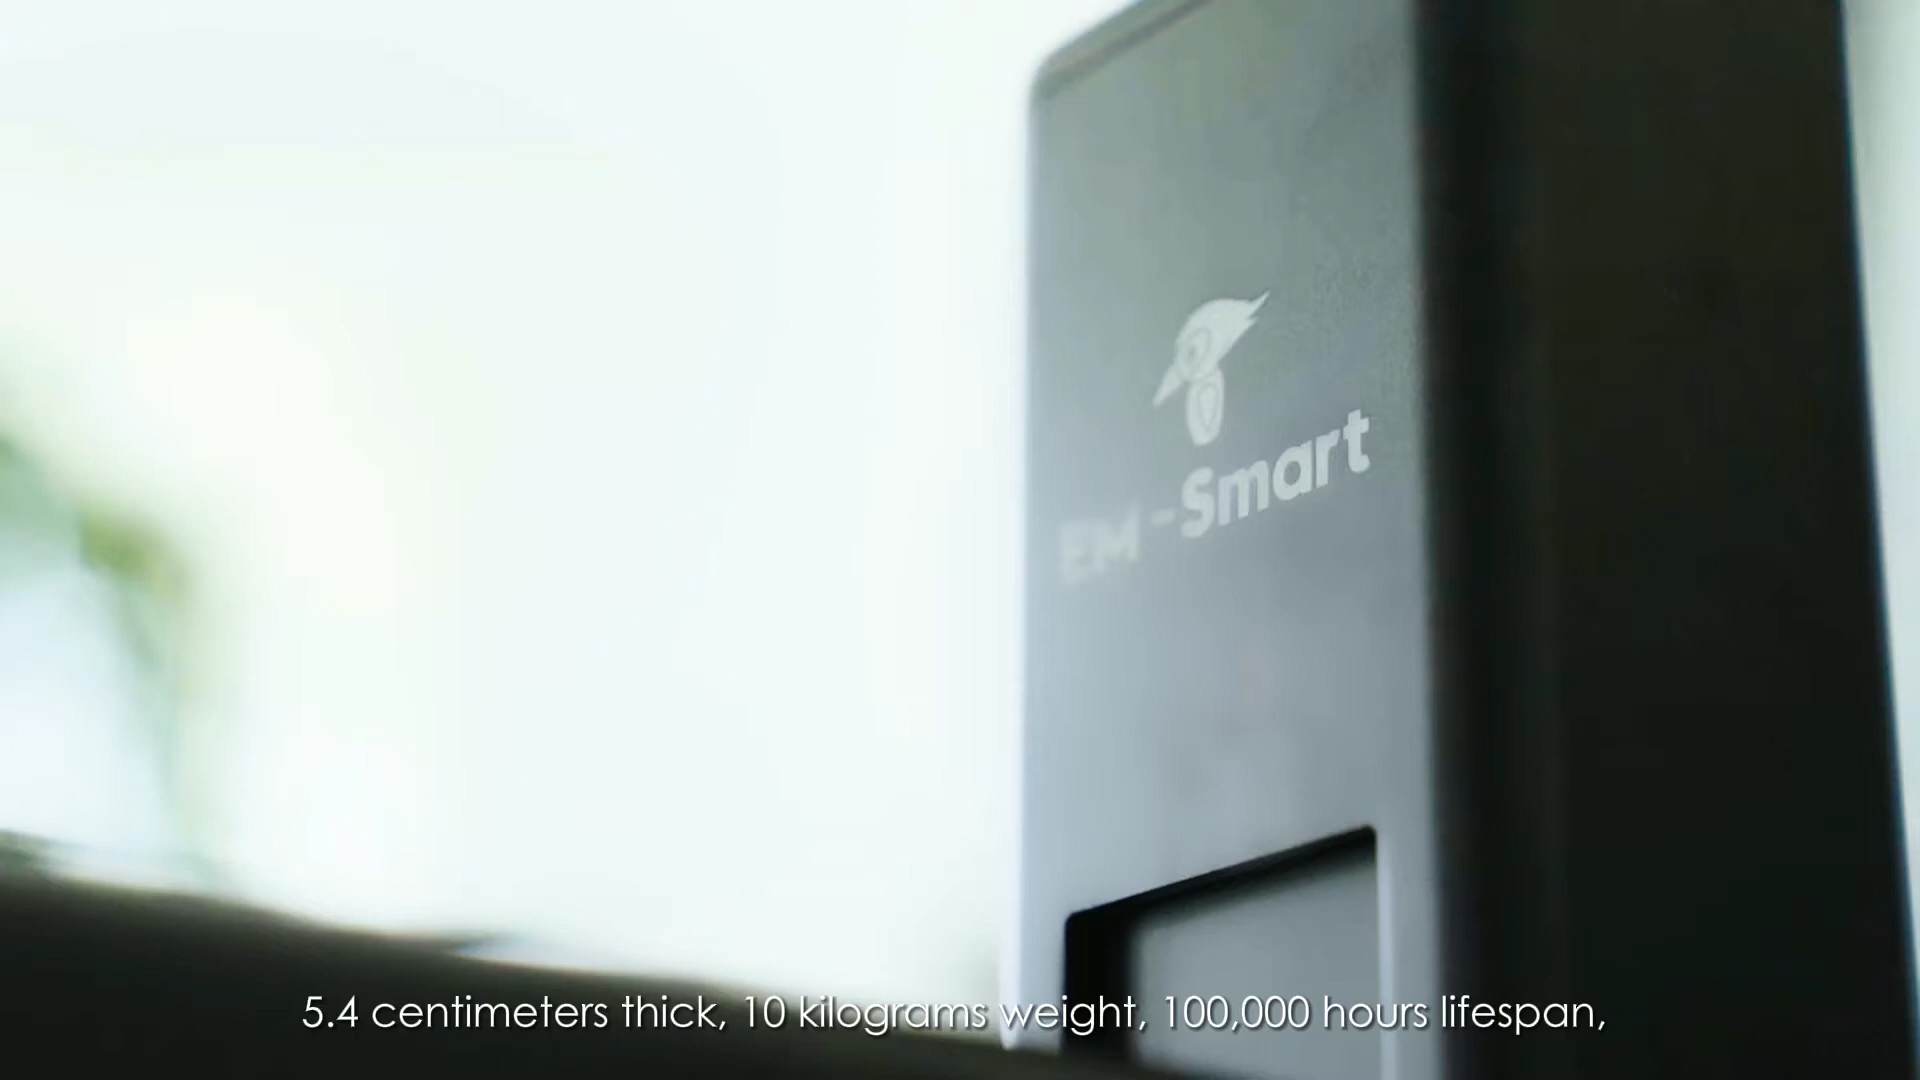 EM-Smart
5.4 centimeters thick, 10 kilograms weight, 100,000 hours lifespan,